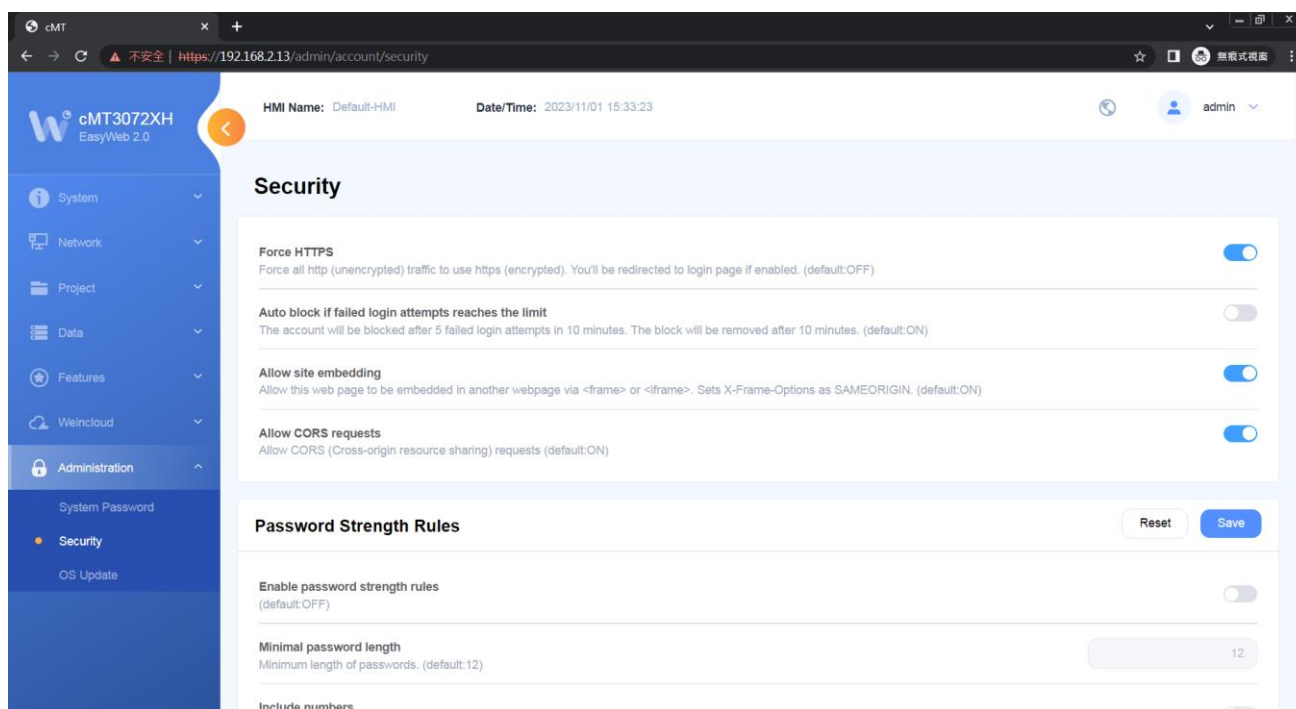 cMT
不安全 | https://192.168.2.13/admin/account/security
無痕式視窗
cMT3072XH
EasyWeb 2.0
HMI Name: Default-HMI
Date/Time: 2023/11/01 15:33:23
admin
System
Network
Project
Data
Features
Weincloud
Administration
System Password
Security
OS Update
Security
Force HTTPS
Force all http (unencrypted) traffic to use https (encrypted). You'll be redirected to login page if enabled. (default:OFF)
Auto block if failed login attempts reaches the limit
The account will be blocked after 5 failed login attempts in 10 minutes. The block will be removed after 10 minutes. (default:ON)
Allow site embedding
Allow this web page to be embedded in another webpage via <frame> or <iframe>. Sets X-Frame-Options as SAMEORIGIN. (default:ON)
Allow CORS requests
Allow CORS (Cross-origin resource sharing) requests (default:ON)
Password Strength Rules
Reset
Save
Enable password strength rules
(default:OFF)
Minimal password length
Minimum length of passwords. (default:12)
12
Include numbers